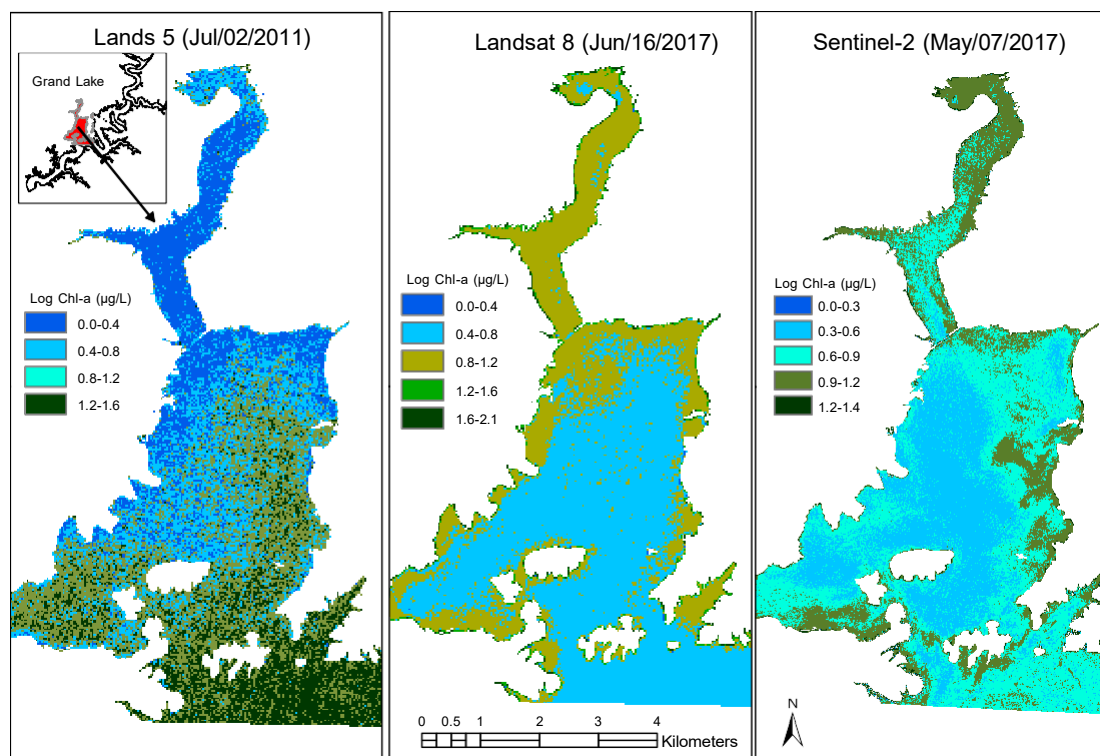 Lands 5 (Jul/02/2011)
Grand Lake
Log Chl-a (µg/L)
0.0-0.4
0.4-0.8
0.8-1.2
1.2-1.6
Landsat 8 (Jun/16/2017)
Log Chl-a (µg/L)
0.0-0.4
0.4-0.8
0.8-1.2
1.2-1.6
1.6-2.1
0 0.5 1 2 3 4
Kilometers
Sentinel-2 (May/07/2017)
Log Chl-a (µg/L)
0.0-0.3
0.3-0.6
0.6-0.9
0.9-1.2
1.2-1.4
N